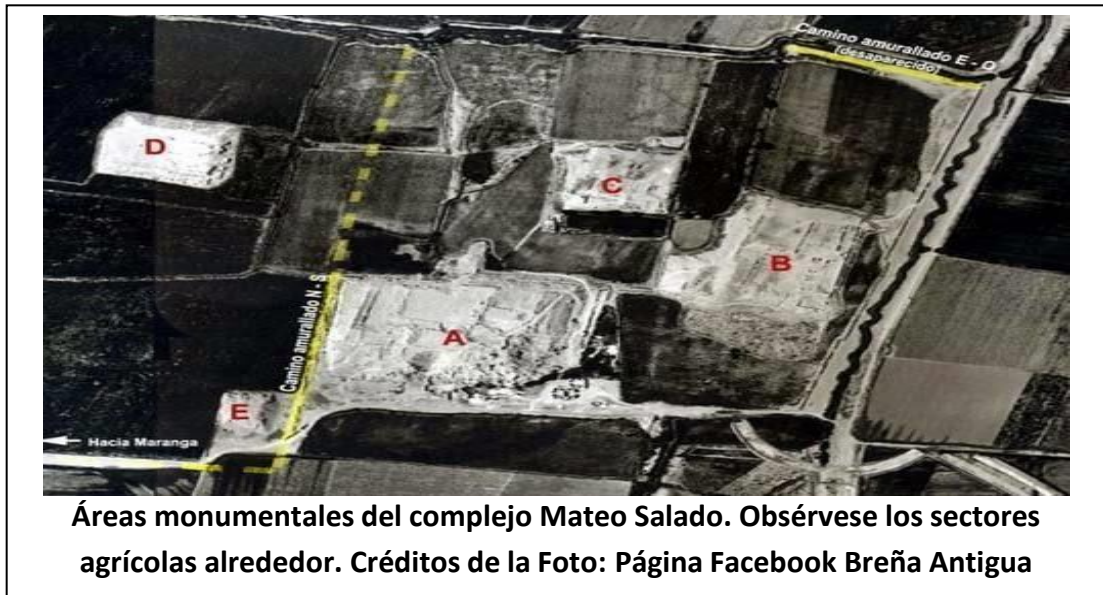 Camino amurallado E - O
(desaparecido)
D
C
B
Camino amurallado N - S
A
E
Hacia Maranga
Áreas monumentales del complejo Mateo Salado. Obsérvese los sectores
agrícolas alrededor. Créditos de la Foto: Página Facebook Breña Antigua